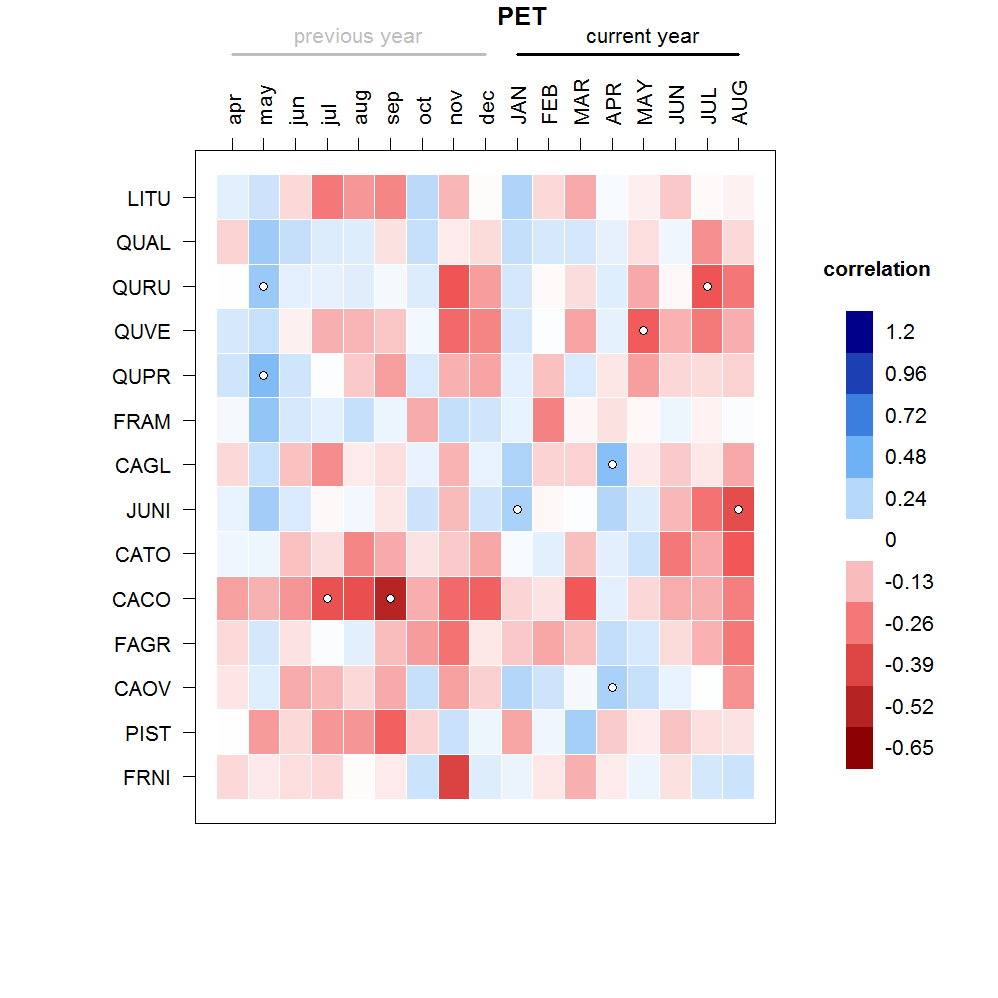 PET
previous year
current year
apr
may
jun
jul
aug
sep
oct
nov
dec
JAN
FEB
MAR
APR
MAY
JUN
JUL
AUG
LITU
QUAL
QURU
QUVE
QUPR
FRAM
CAGL
JUNI
CATO
CACO
FAGR
CAOV
PIST
FRNI
correlation
1.2
0.96
0.72
0.48
0.24
0
-0.13
-0.26
-0.39
-0.52
-0.65